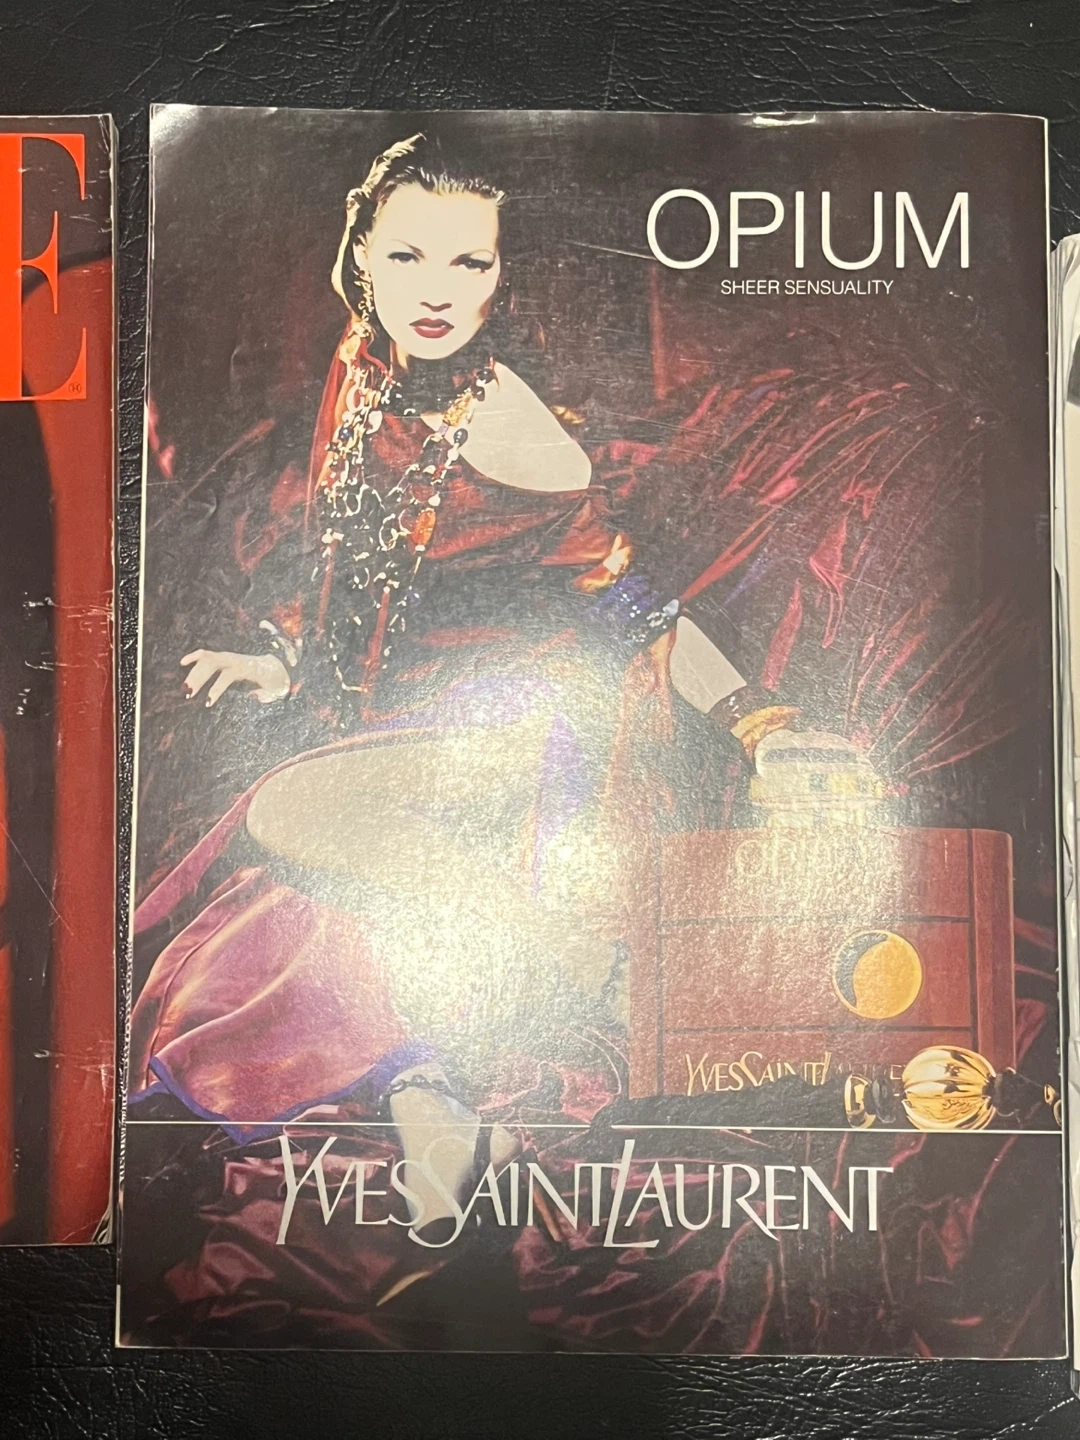 E
OPIUM
SHEER SENSUALITY
OPIUM
YVESSAINTLAURENT
YVESSAINTLAURENT